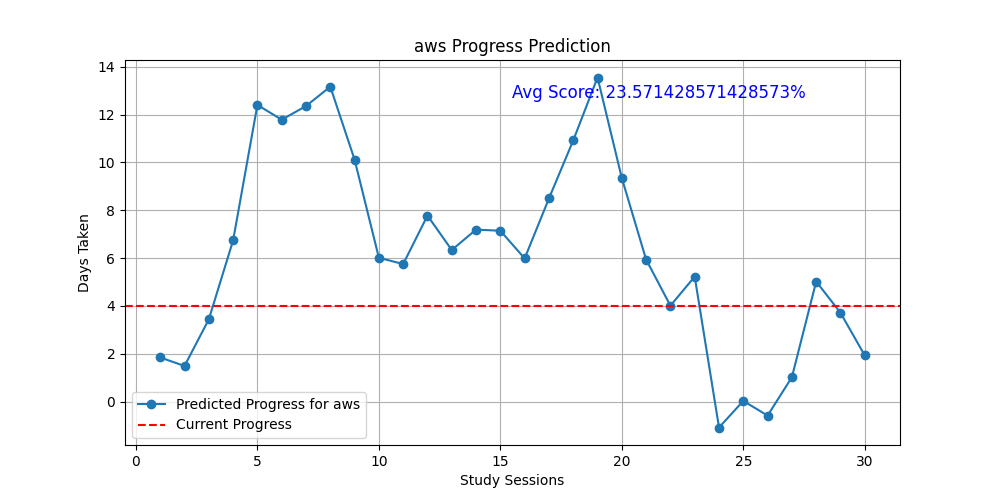 aws Progress Prediction
Avg Score: 23.571428571428573%
Days Taken
14
12
10
8
6
4
2
0
Predicted Progress for aws
Current Progress
0 5 10 15 20 25 30
Study Sessions